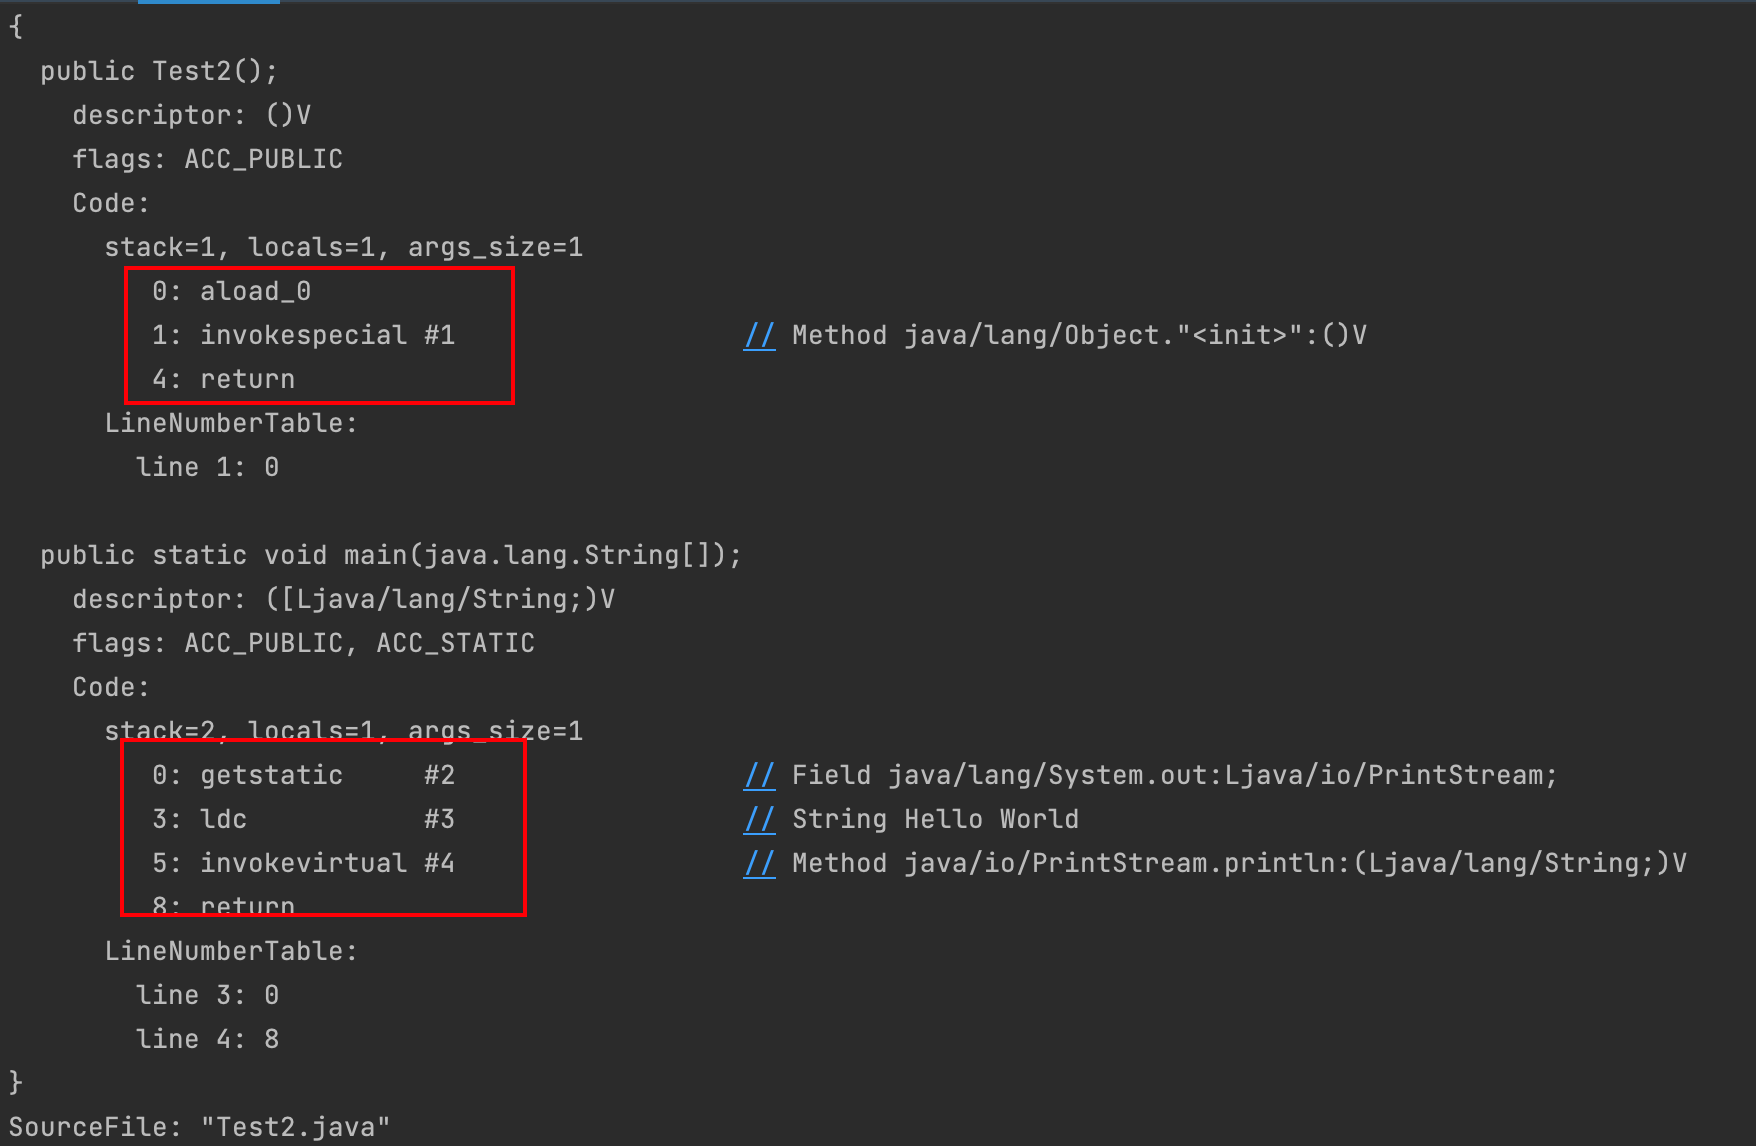 {
  public Test2();
    descriptor: ()V
    flags: ACC_PUBLIC
    Code:
      stack=1, locals=1, args_size=1
         0: aload_0
         1: invokespecial #1                  // Method java/lang/Object."<init>":()V
         4: return
      LineNumberTable:
        line 1: 0

  public static void main(java.lang.String[]);
    descriptor: ([Ljava/lang/String;)V
    flags: ACC_PUBLIC, ACC_STATIC
    Code:
      stack=2, locals=1, args_size=1
         0: getstatic     #2                  // Field java/lang/System.out:Ljava/io/PrintStream;
         3: ldc           #3                  // String Hello World
         5: invokevirtual #4                  // Method java/io/PrintStream.println:(Ljava/lang/String;)V
         8: return
      LineNumberTable:
        line 3: 0
        line 4: 8
}
SourceFile: "Test2.java"